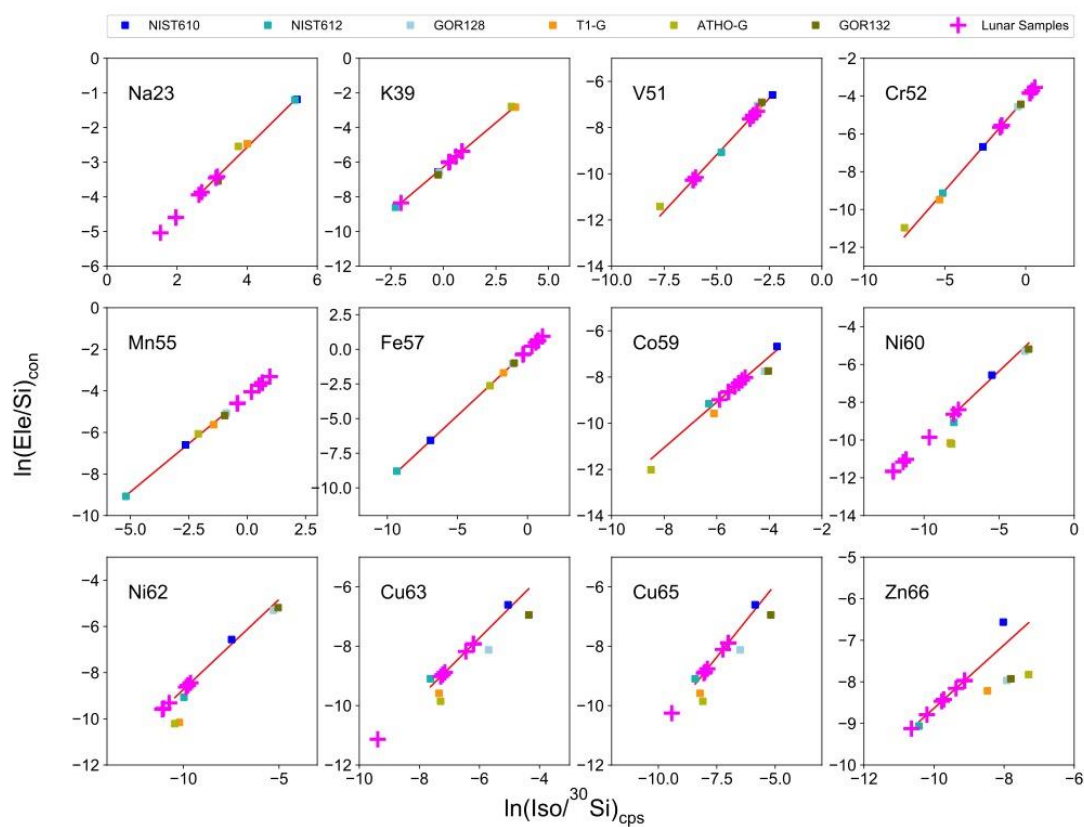 NIST610 NIST612 GOR128 T1-G ATHO-G GOR132 Lunar Samples
Na23 K39 V51 Cr52
0 −1 −2 −3 −4 −5 −6
0 2 4 6
0 −2 −4 −6 −8 −10 −12
−2.5 0.0 2.5 5.0
−6 −8 −10 −12 −14
−10.0 −7.5 −5.0 −2.5 0.0
−2 −4 −6 −8 −10 −12
−10 −5 0
Mn55 Fe57 Co59 Ni60
0 −2 −4 −6 −8 −10
−5.0 −2.5 0.0 2.5
2.5 0.0 −2.5 −5.0 −7.5 −10.0
−10 −5 0
−6 −8 −10 −12 −14
−8 −6 −4 −2
−4 −6 −8 −10 −12 −14
−10 −5 0
ln(Ele/Si)con
Ni62 Cu63 Cu65 Zn66
−4 −6 −8 −10 −12
−10 −5
−6 −8 −10 −12
−10 −8 −6 −4
−6 −8 −10 −12
−10.0 −7.5 −5.0
−5 −6 −7 −8 −9 −10
−12 −10 −8 −6
ln(Iso/³⁰Si)cps